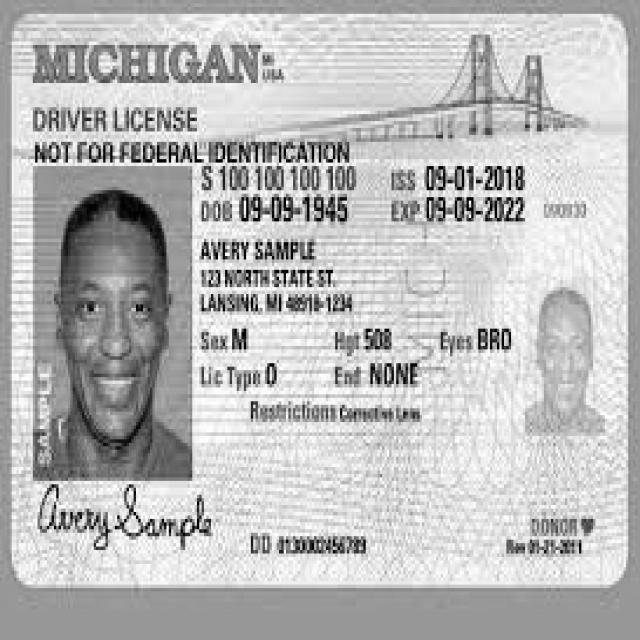 MICHIGAN MI USA
DRIVER LICENSE
NOT FOR FEDERAL IDENTIFICATION
S 100 100 100 100 ISS 09-01-2018
DOB 09-09-1945 EXP 09-09-2022 090933
AVERY SAMPLE
123 NORTH STATE ST.
LANSING, MI 48918-1234
Sex M Hgt 508 Eyes BRO
Lic Type O End NONE
Restrictions Corrective Lens
SAMPLE
Avery Sample
DONOR
DD 0130002456789 Rev 01-21-2011